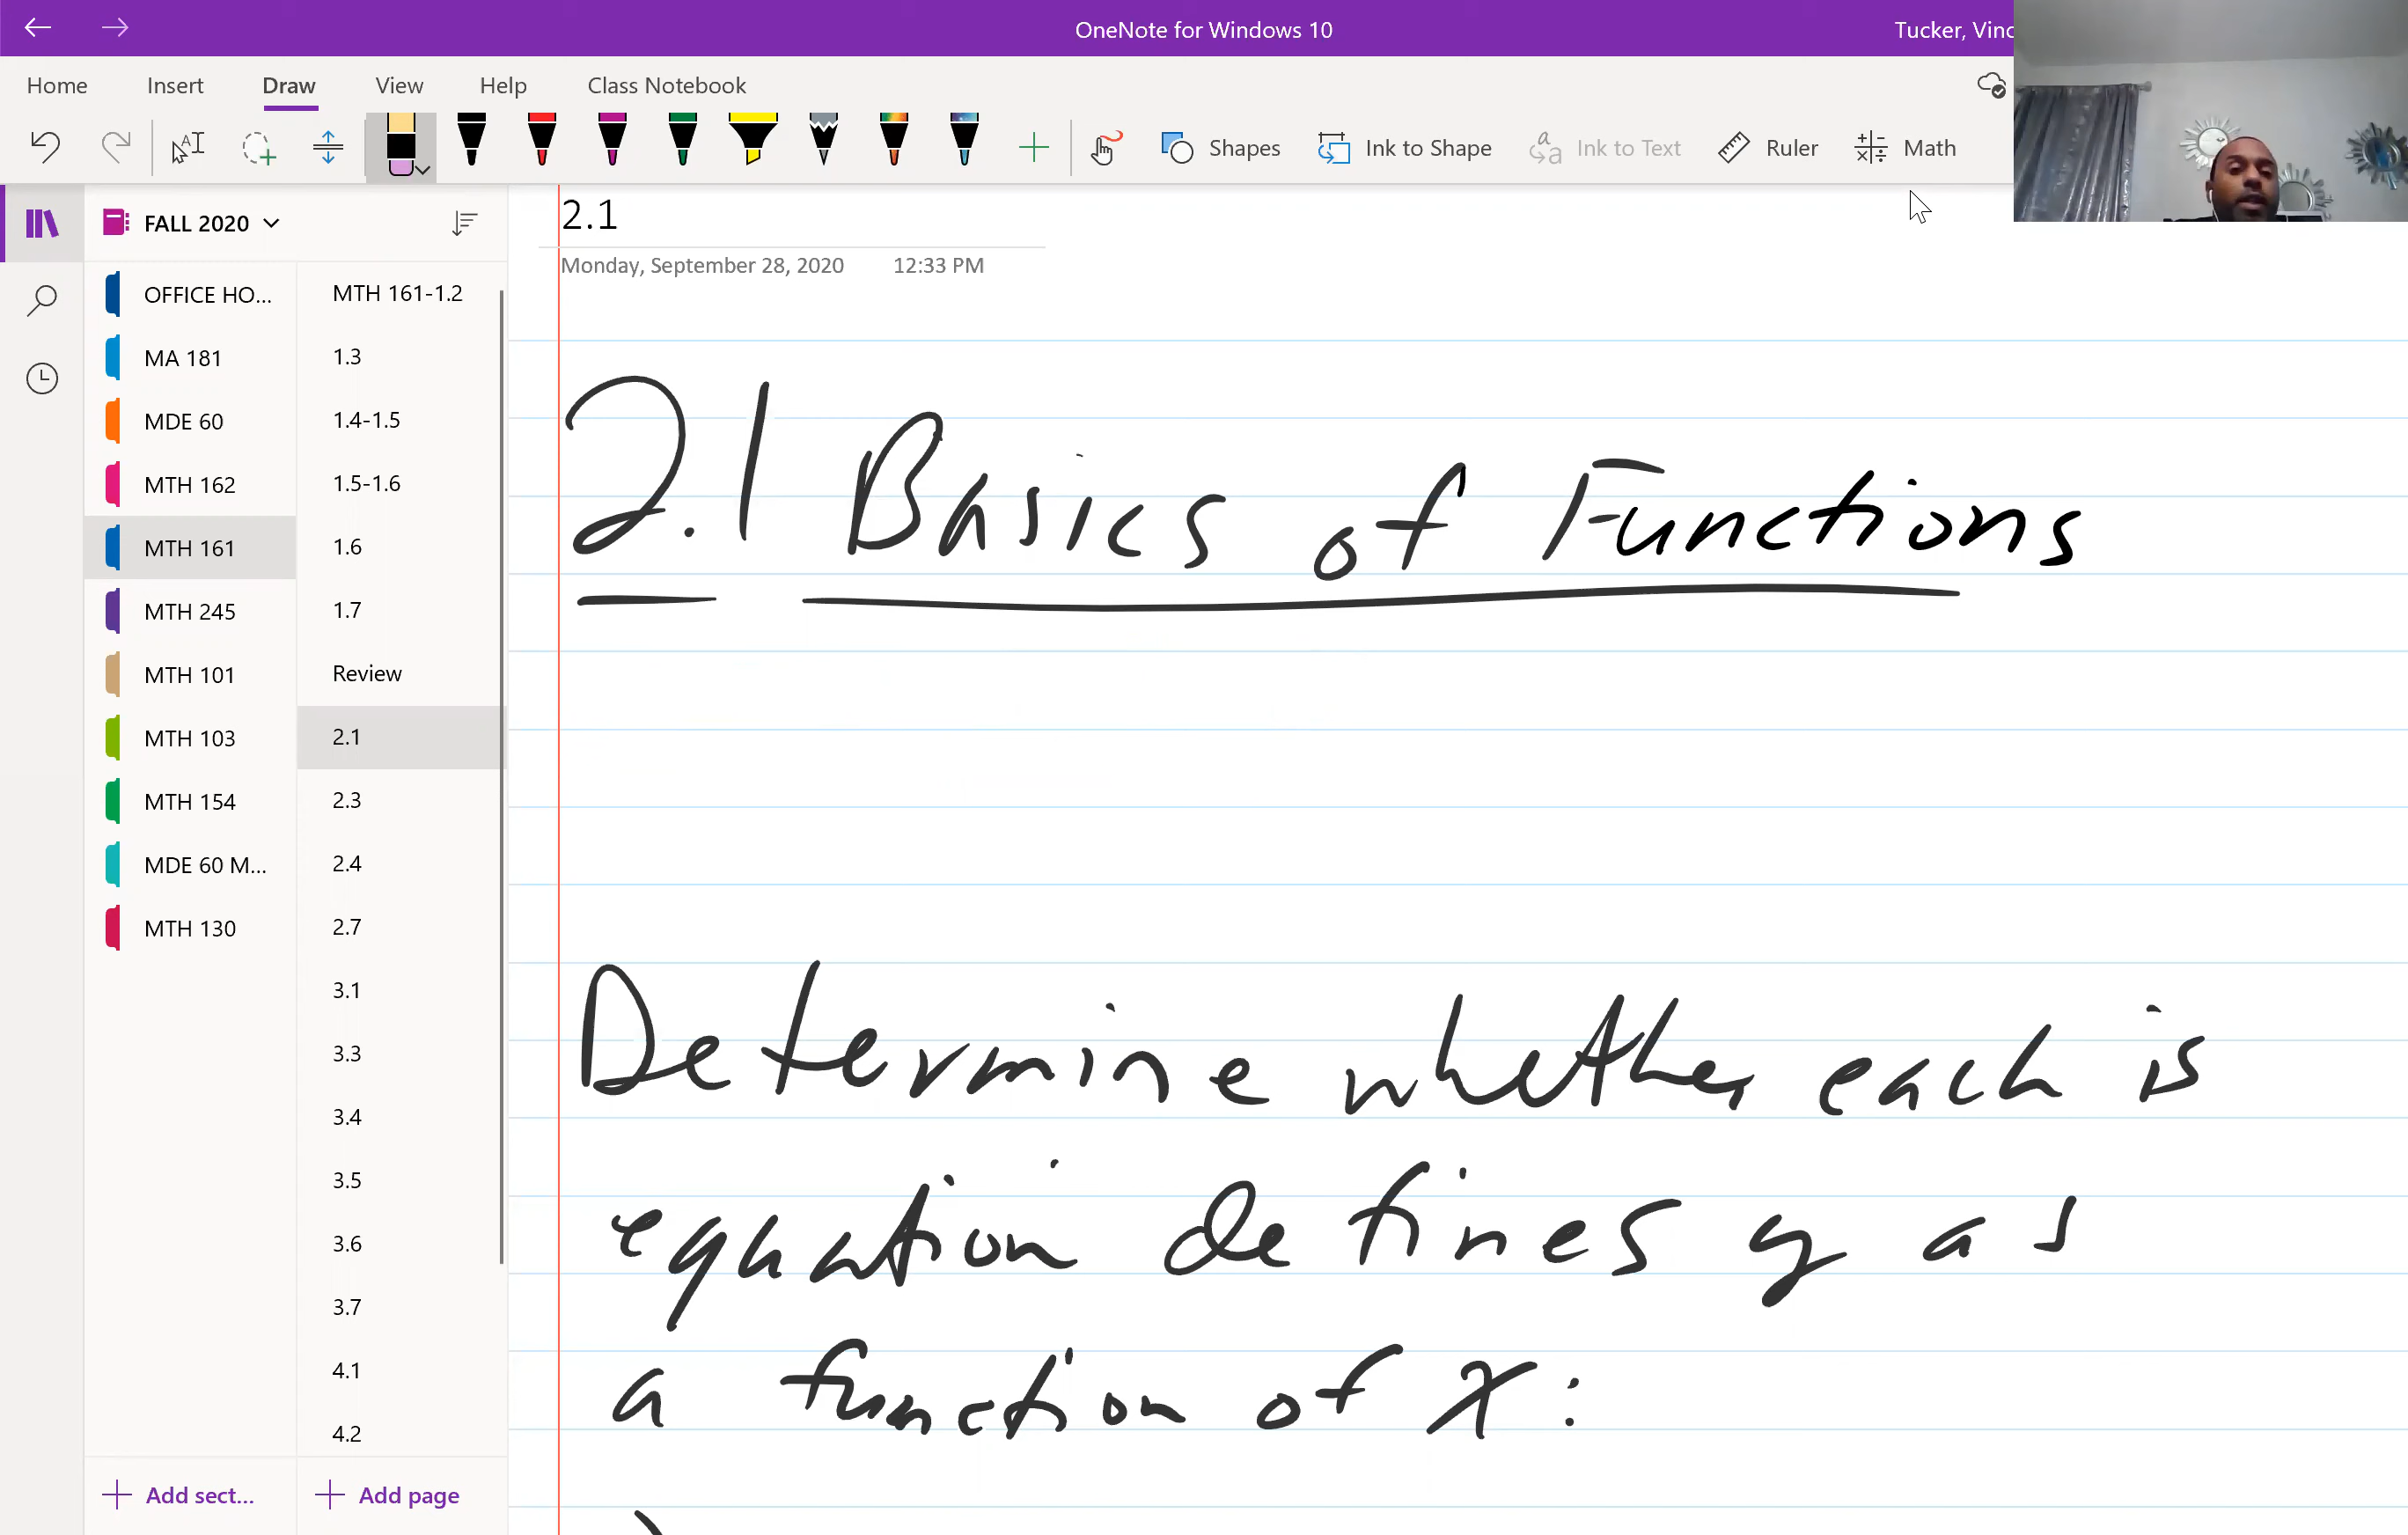 OneNote for Windows 10
Tucker, Vinc
Home Insert Draw View Help Class Notebook
Shapes Ink to Shape Ink to Text Ruler Math
FALL 2020
OFFICE HO...
MA 181
MDE 60
MTH 162
MTH 161
MTH 245
MTH 101
MTH 103
MTH 154
MDE 60 M...
MTH 130
Add sect...
MTH 161-1.2
1.3
1.4-1.5
1.5-1.6
1.6
1.7
Review
2.1
2.3
2.4
2.7
3.1
3.3
3.4
3.5
3.6
3.7
4.1
4.2
Add page
2.1
Monday, September 28, 2020 12:33 PM
2.1 Basics of Functions
Determine whether each is
equation defines y as
a function of x: